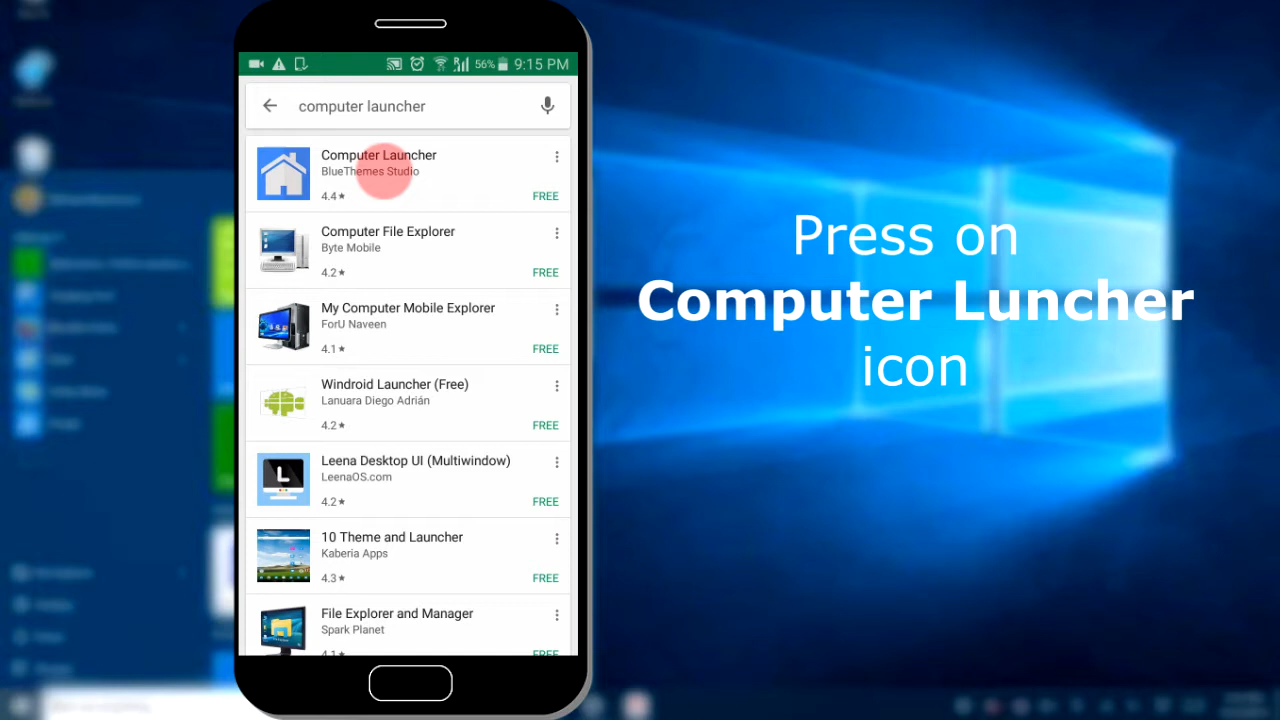 56% 9:15 PM
computer launcher
Computer Launcher
BlueThemes Studio
4.4★
FREE
Computer File Explorer
Byte Mobile
4.2★
FREE
My Computer Mobile Explorer
ForU Naveen
4.1★
FREE
Windroid Launcher (Free)
Lanuara Diego Adrián
4.2★
FREE
Leena Desktop UI (Multiwindow)
LeenaOS.com
4.2★
FREE
10 Theme and Launcher
Kaberia Apps
4.3★
FREE
File Explorer and Manager
Spark Planet
4.1★
FREE
Press on
Computer Luncher
icon